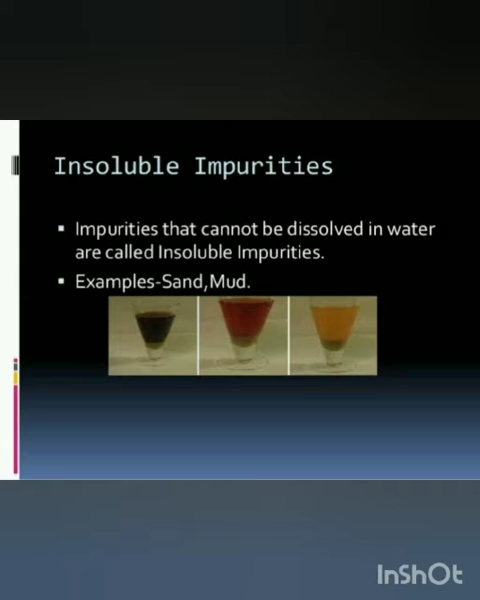 Insoluble Impurities
▪ Impurities that cannot be dissolved in water
are called Insoluble Impurities.
▪ Examples-Sand,Mud.
InShOt